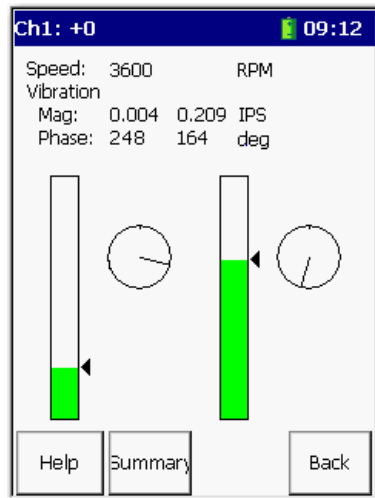 Ch1: +0 09:12
Speed: 3600 RPM
Vibration
Mag: 0.004 0.209 IPS
Phase: 248 164 deg
Help Summary Back